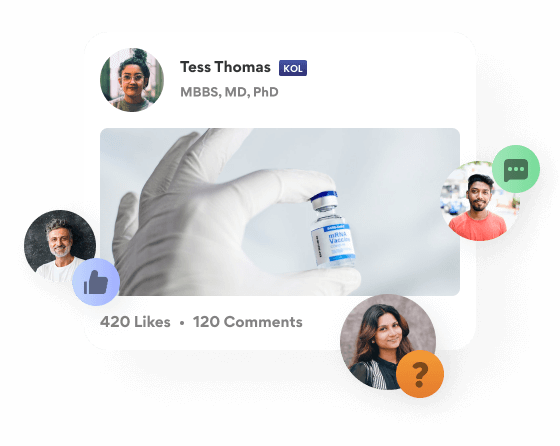 Tess Thomas KOL
MBBS, MD, PhD
mRNA
Vaccine
420 Likes • 120 Comments
?